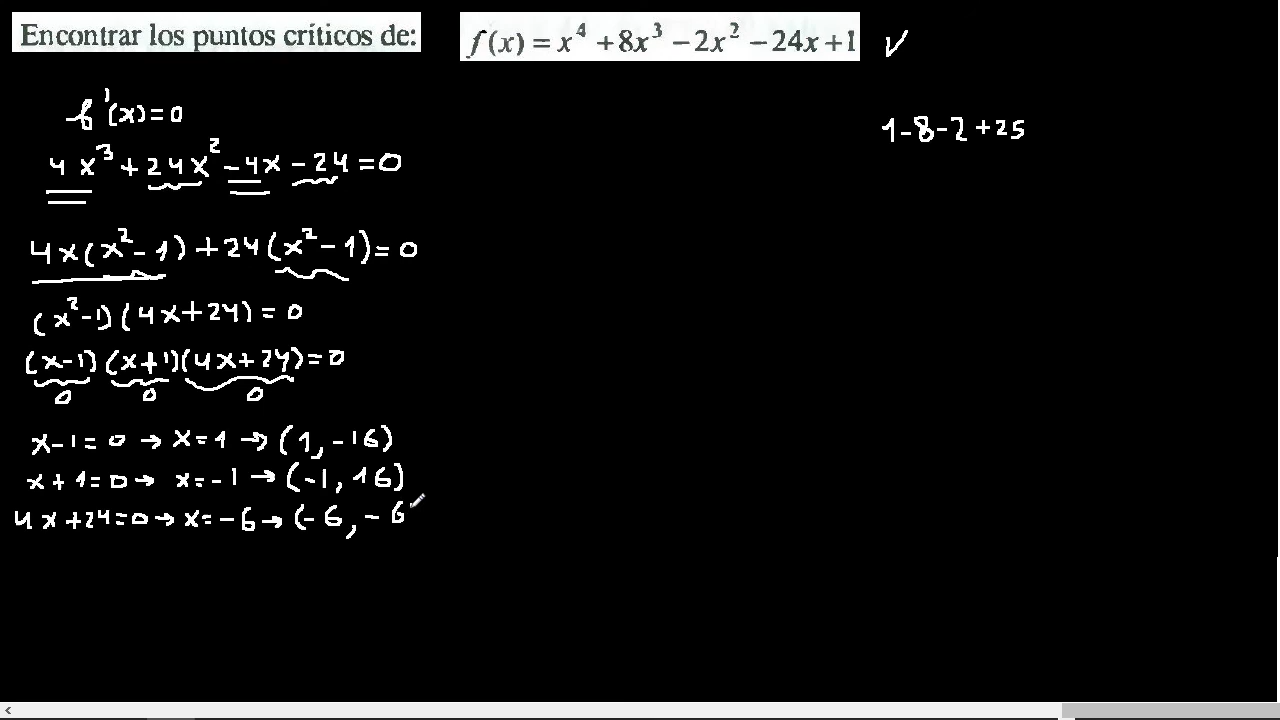 Encontrar los puntos críticos de:
f(x) = x⁴ + 8x³ − 2x² − 24x + 1
f'(x) = 0
4x³ + 24x² − 4x − 24 = 0
4x(x² − 1) + 24(x² − 1) = 0
(x² − 1)(4x + 24) = 0
(x − 1)(x + 1)(4x + 24) = 0
0 0 0
x − 1 = 0 → x = 1 → (1, −16)
x + 1 = 0 → x = −1 → (−1, 16)
4x + 24 = 0 → x = −6 → (−6, −6
1 − 8 − 2 + 25